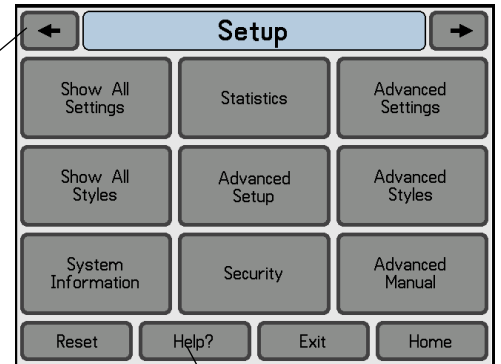 Setup
Show All
Settings
Statistics
Advanced
Settings
Show All
Styles
Advanced
Setup
Advanced
Styles
System
Information
Security
Advanced
Manual
Reset
Help?
Exit
Home